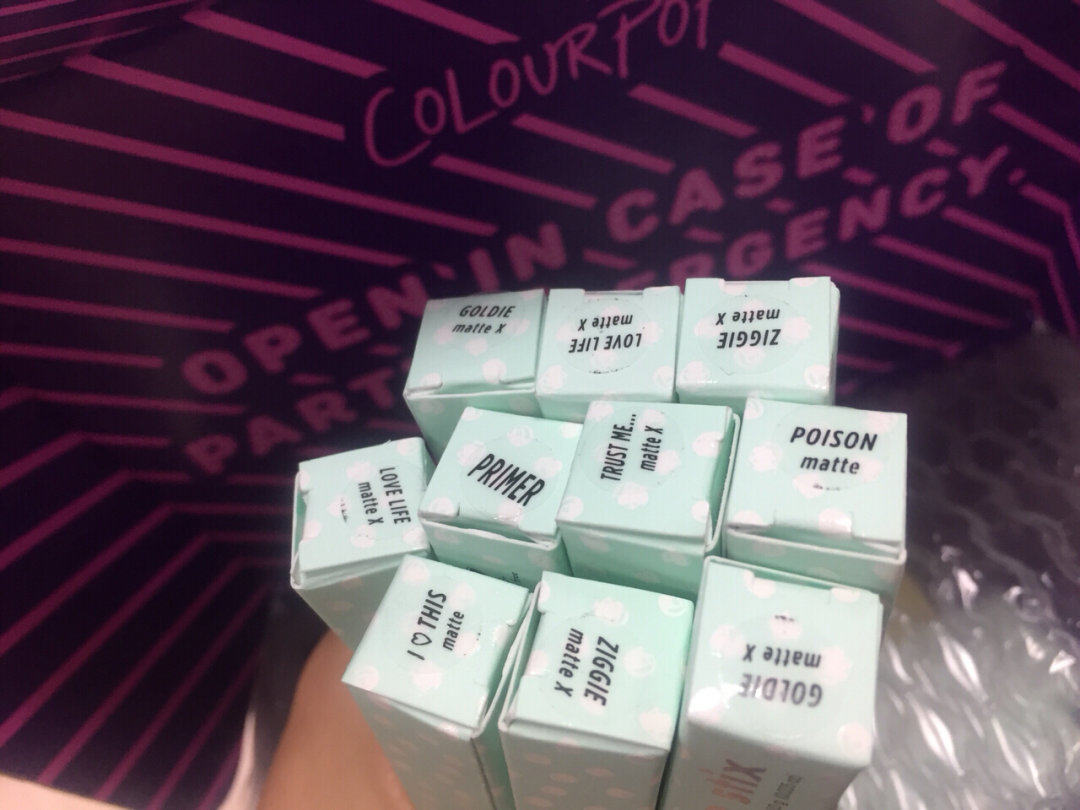 COLOURPOP
OPEN IN CASE OF
PARTY EMERGENCY.
GOLDIE
matte X
LOVE LIFE
matte X
ZIGGIE
matte X
LOVE LIFE
matte X
PRIMER
TRUST ME...
matte X
POISON
matte
I ♡ THIS
matte
ZIGGIE
matte X
GOLDIE
matte X
stix